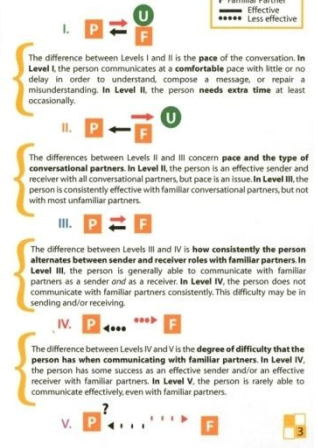 F Familiar Partner
Effective
Less effective
U
I. P F
The difference between Levels I and II is the pace of the conversation. In
Level I, the person communicates at a comfortable pace with little or no
delay in order to understand, compose a message, or repair a
misunderstanding. In Level II, the person needs extra time at least
occasionally.
II. P F U
The differences between Levels II and III concern pace and the type of
conversational partners. In Level II, the person is an effective sender and
receiver with all conversational partners, but pace is an issue. In Level III, the
person is consistently effective with familiar conversational partners, but not
with most unfamiliar partners.
III. P F
The difference between Levels III and IV is how consistently the person
alternates between sender and receiver roles with familiar partners. In
Level III, the person is generally able to communicate with familiar
partners as a sender and as a receiver. In Level IV, the person does not
communicate with familiar partners consistently. This difficulty may be in
sending and/or receiving.
IV. P F
The difference between Levels IV and V is the degree of difficulty that the
person has when communicating with familiar partners. In Level IV,
the person has some success as an effective sender and/or an effective
receiver with familiar partners. In Level V, the person is rarely able to
communicate effectively, even with familiar partners.
?
V. P F
3